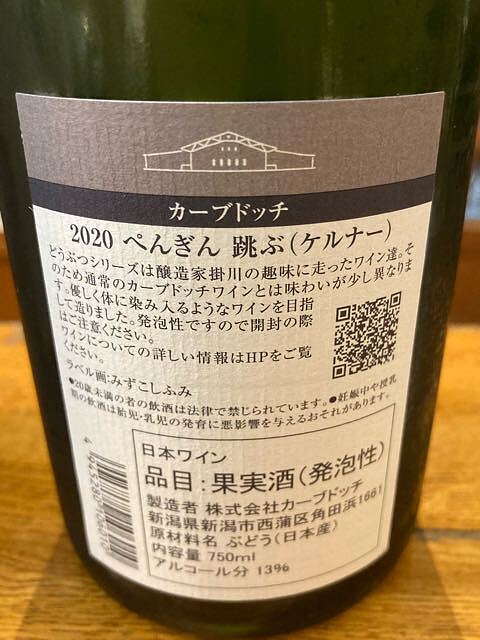 カーブドッチ
2020 ぺんぎん 跳ぶ(ケルナー)
どうぶつシリーズは醸造家掛川の趣味に走ったワイン達。そ
のため通常のカーブドッチワインとは味わいが少し異なりま
す。優しく体に染み入るようなワインを目指
して造りました。発泡性ですので開封の際
はご注意ください。
ワインについての詳しい情報はHPをご覧
ください。
ラベル画:みずこしふみ
●20歳未満の者の飲酒は法律で禁じられています。●妊娠中や授乳
期の飲酒は胎児・乳児の発育に悪影響を与えるおそれがあります。
日本ワイン
品目:果実酒(発泡性)
製造者 株式会社カーブドッチ
新潟県新潟市西蒲区角田浜1661
原材料名 ぶどう(日本産)
内容量 750ml
アルコール分 13%